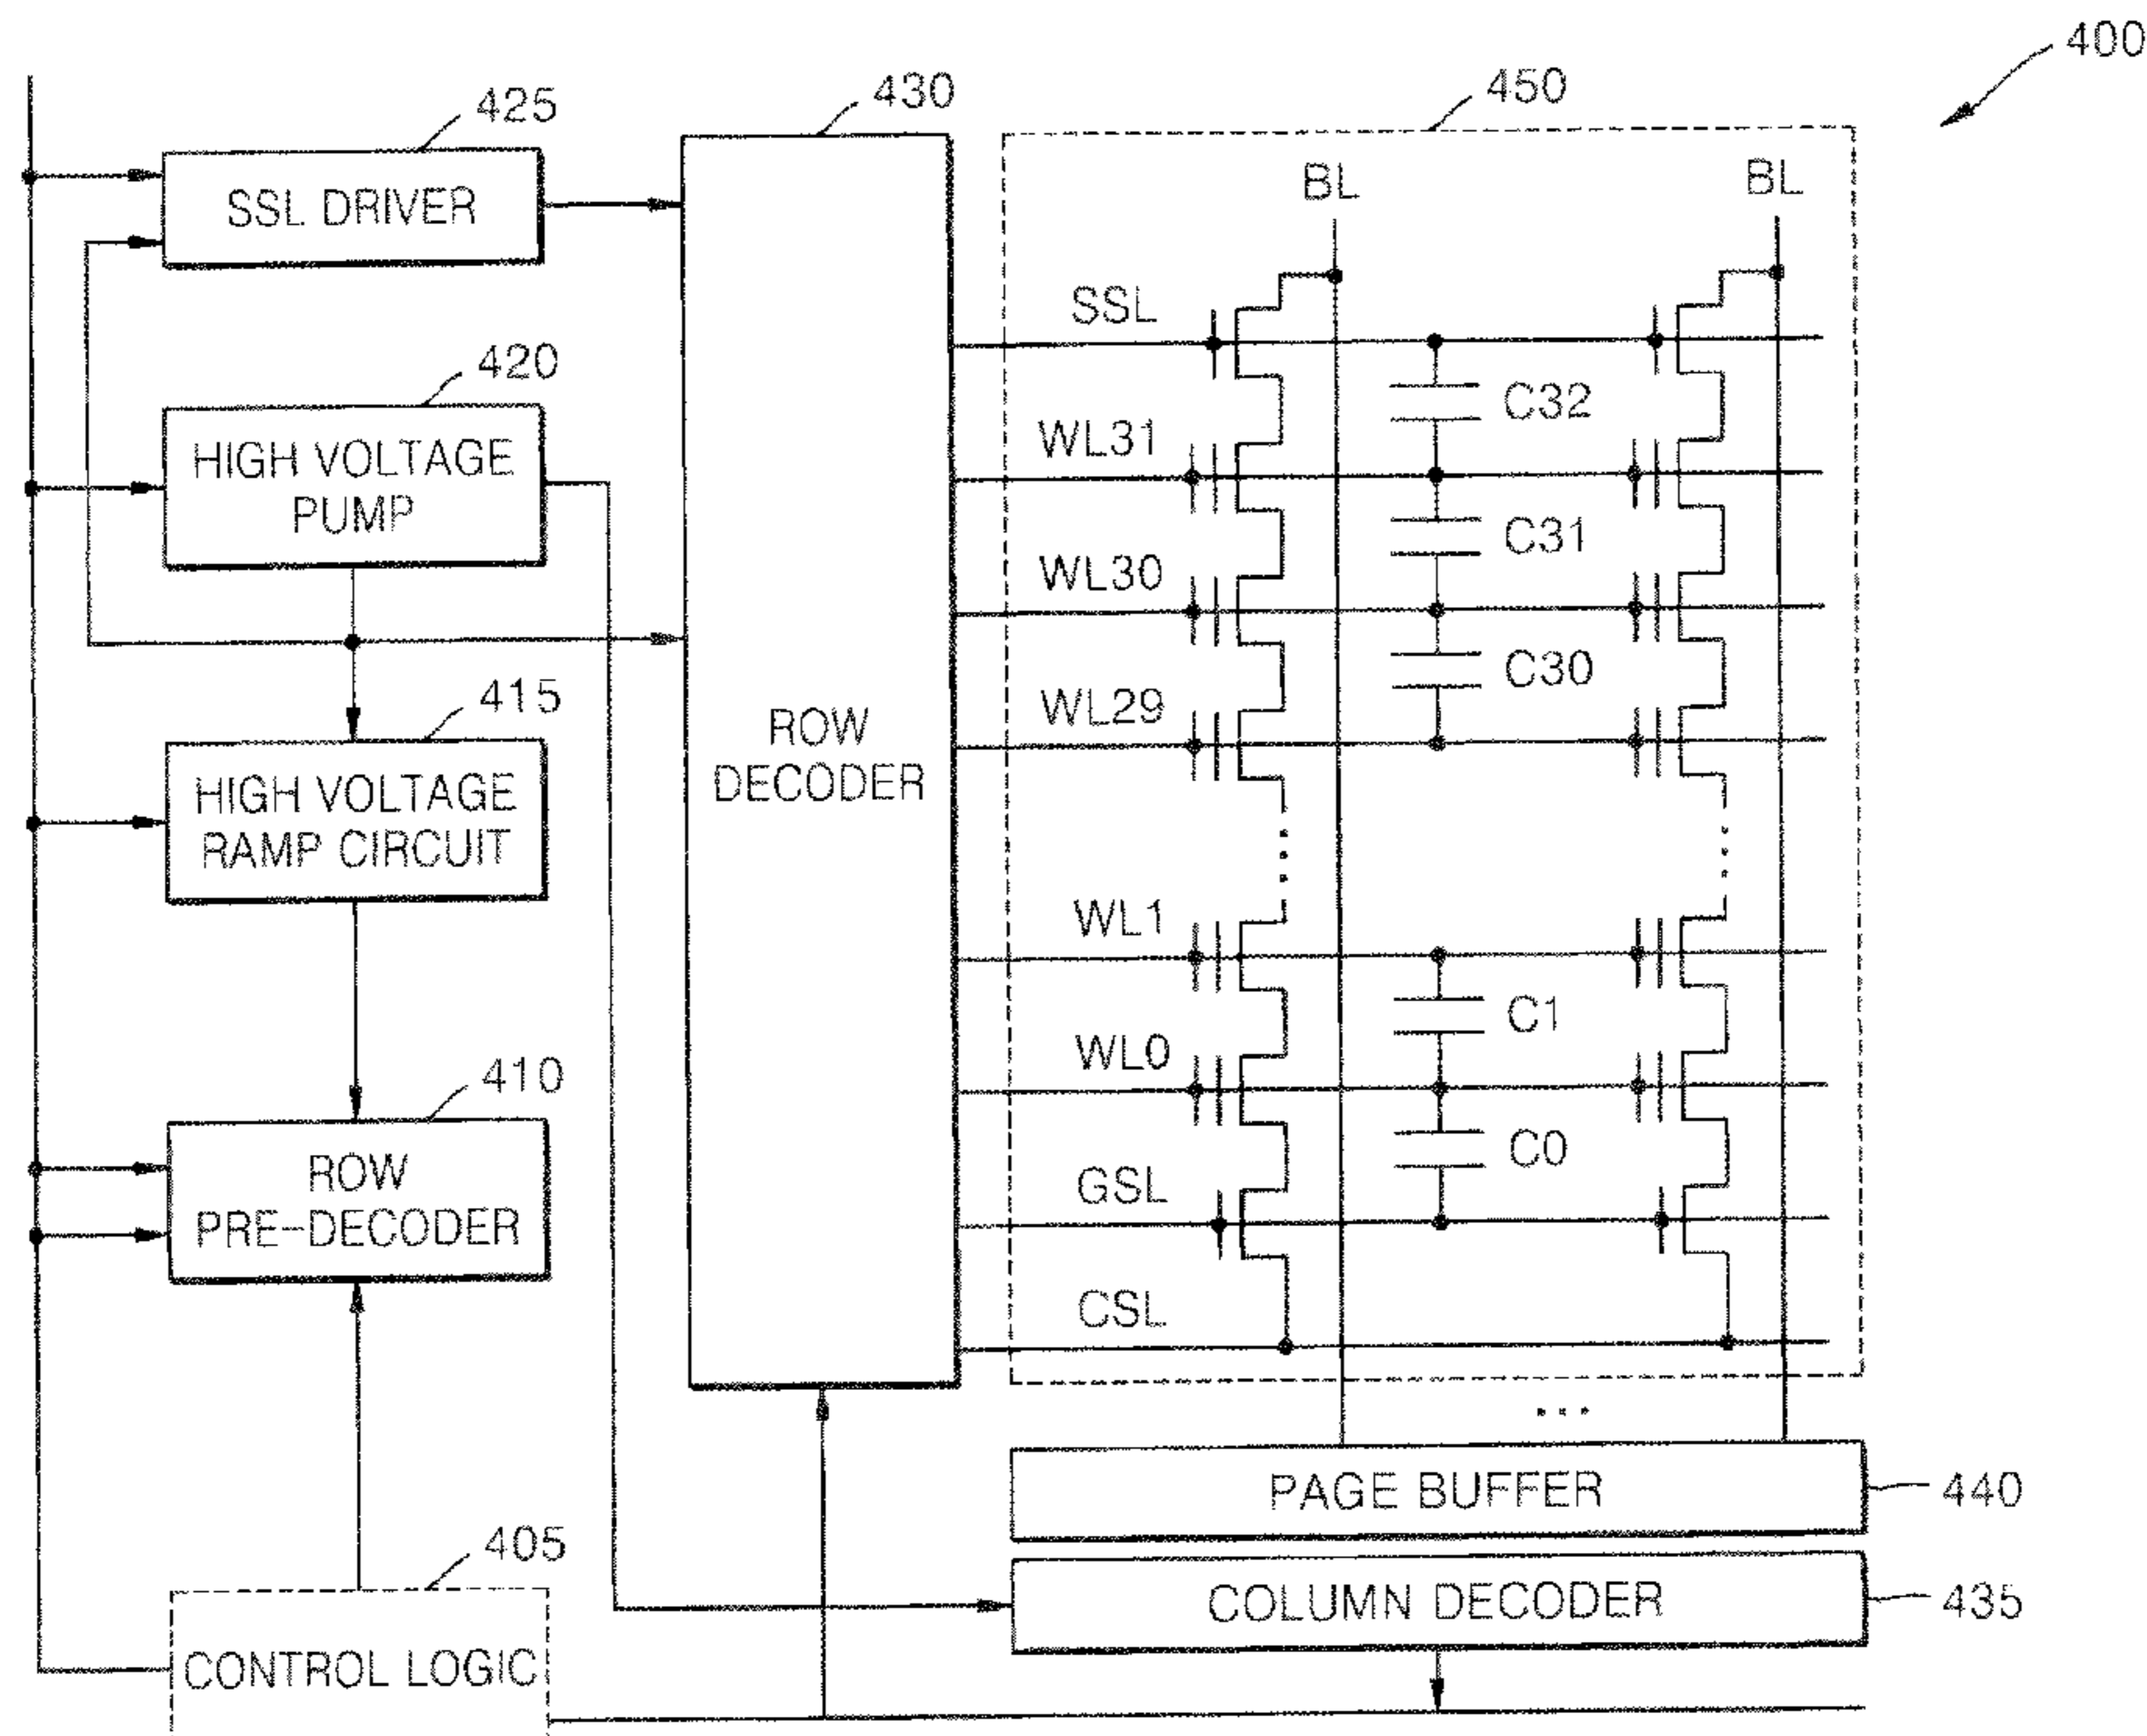 400
425
SSL DRIVER
430
450
BL
BL
SSL
C32
420
HIGH VOLTAGE
PUMP
WL31
C31
WL30
C30
415
HIGH VOLTAGE
RAMP CIRCUIT
ROW
DECODER
WL29
WL1
C1
410
ROW
PRE-DECODER
WL0
C0
GSL
CSL
PAGE BUFFER
440
405
CONTROL LOGIC
COLUMN DECODER
435